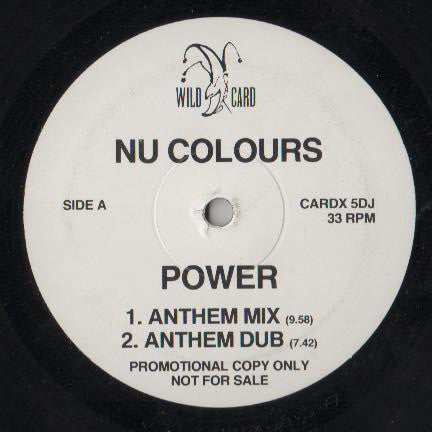 WILD CARD
NU COLOURS
SIDE A
CARDX 5DJ
33 RPM
POWER
1. ANTHEM MIX (9.58)
2. ANTHEM DUB (7.42)
PROMOTIONAL COPY ONLY
NOT FOR SALE